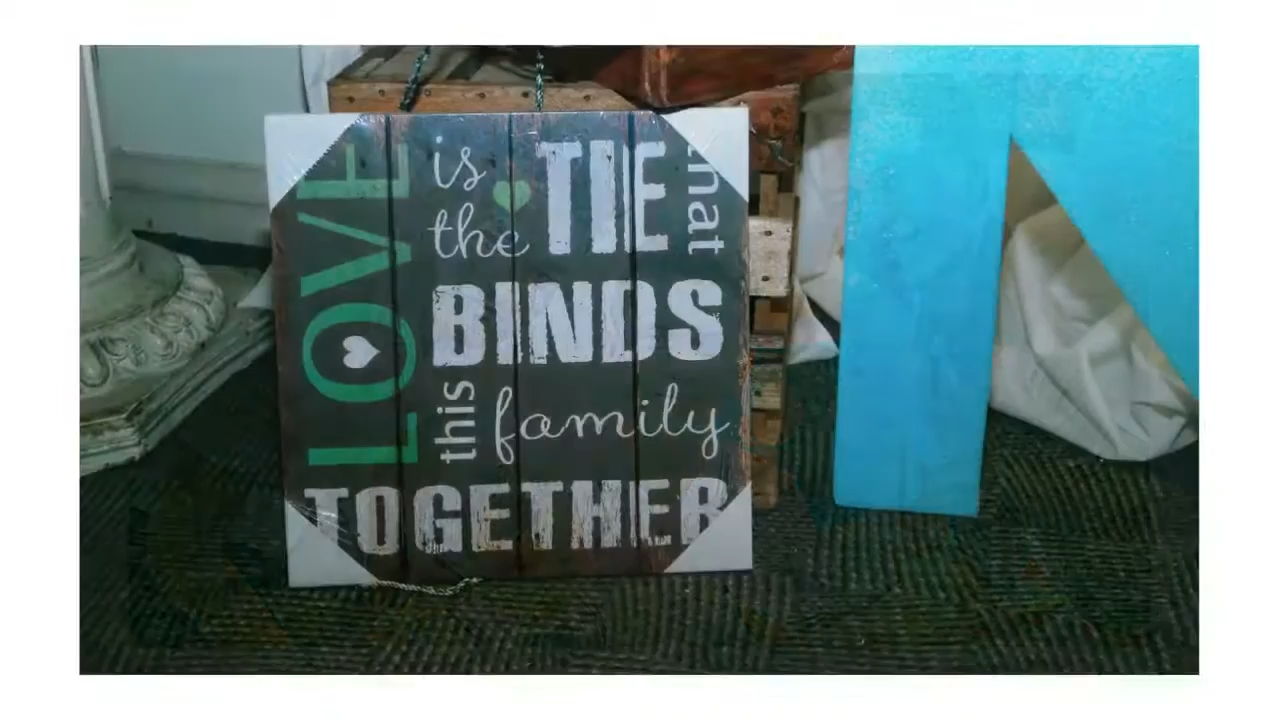 LOVE
is the TIE that
BINDS
this family
TOGETHER
N